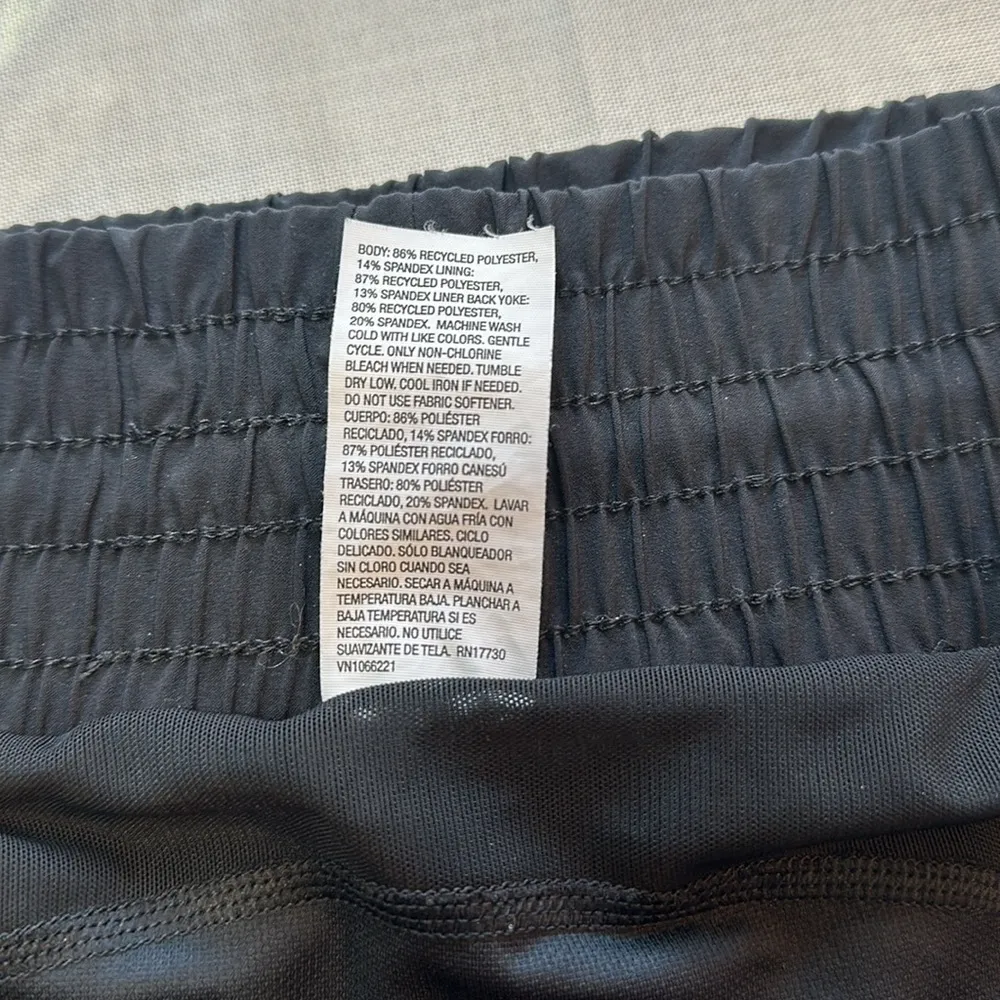 BODY: 86% RECYCLED POLYESTER,
14% SPANDEX LINING:
87% RECYCLED POLYESTER,
13% SPANDEX LINER BACK YOKE:
80% RECYCLED POLYESTER,
20% SPANDEX. MACHINE WASH
COLD WITH LIKE COLORS. GENTLE
CYCLE. ONLY NON-CHLORINE
BLEACH WHEN NEEDED. TUMBLE
DRY LOW. COOL IRON IF NEEDED.
DO NOT USE FABRIC SOFTENER.
CUERPO: 86% POLIÉSTER
RECICLADO, 14% SPANDEX FORRO:
87% POLIÉSTER RECICLADO,
13% SPANDEX FORRO CANESÚ
TRASERO: 80% POLIÉSTER
RECICLADO, 20% SPANDEX. LAVAR
A MÁQUINA CON AGUA FRÍA CON
COLORES SIMILARES. CICLO
DELICADO. SÓLO BLANQUEADOR
SIN CLORO CUANDO SEA
NECESARIO. SECAR A MÁQUINA A
TEMPERATURA BAJA. PLANCHAR A
BAJA TEMPERATURA SI ES
NECESARIO. NO UTILICE
SUAVIZANTE DE TELA. RN17730
VN1066221